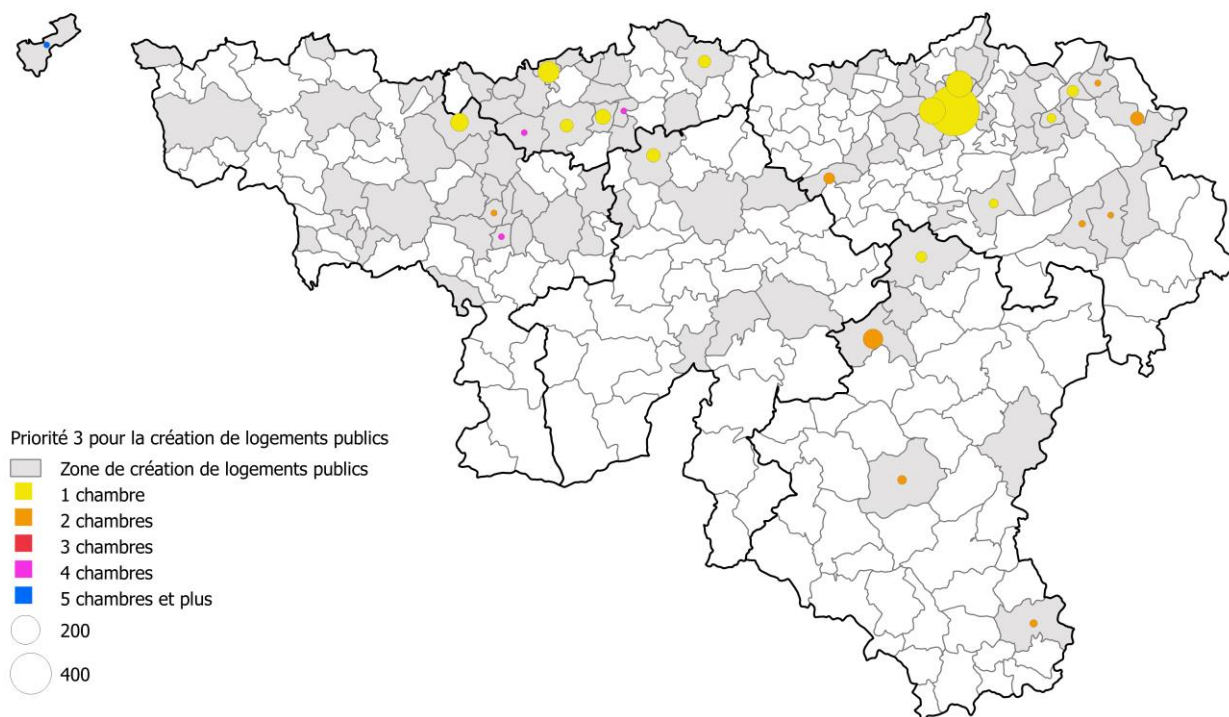 Priorité 3 pour la création de logements publics
Zone de création de logements publics
1 chambre
2 chambres
3 chambres
4 chambres
5 chambres et plus
200
400